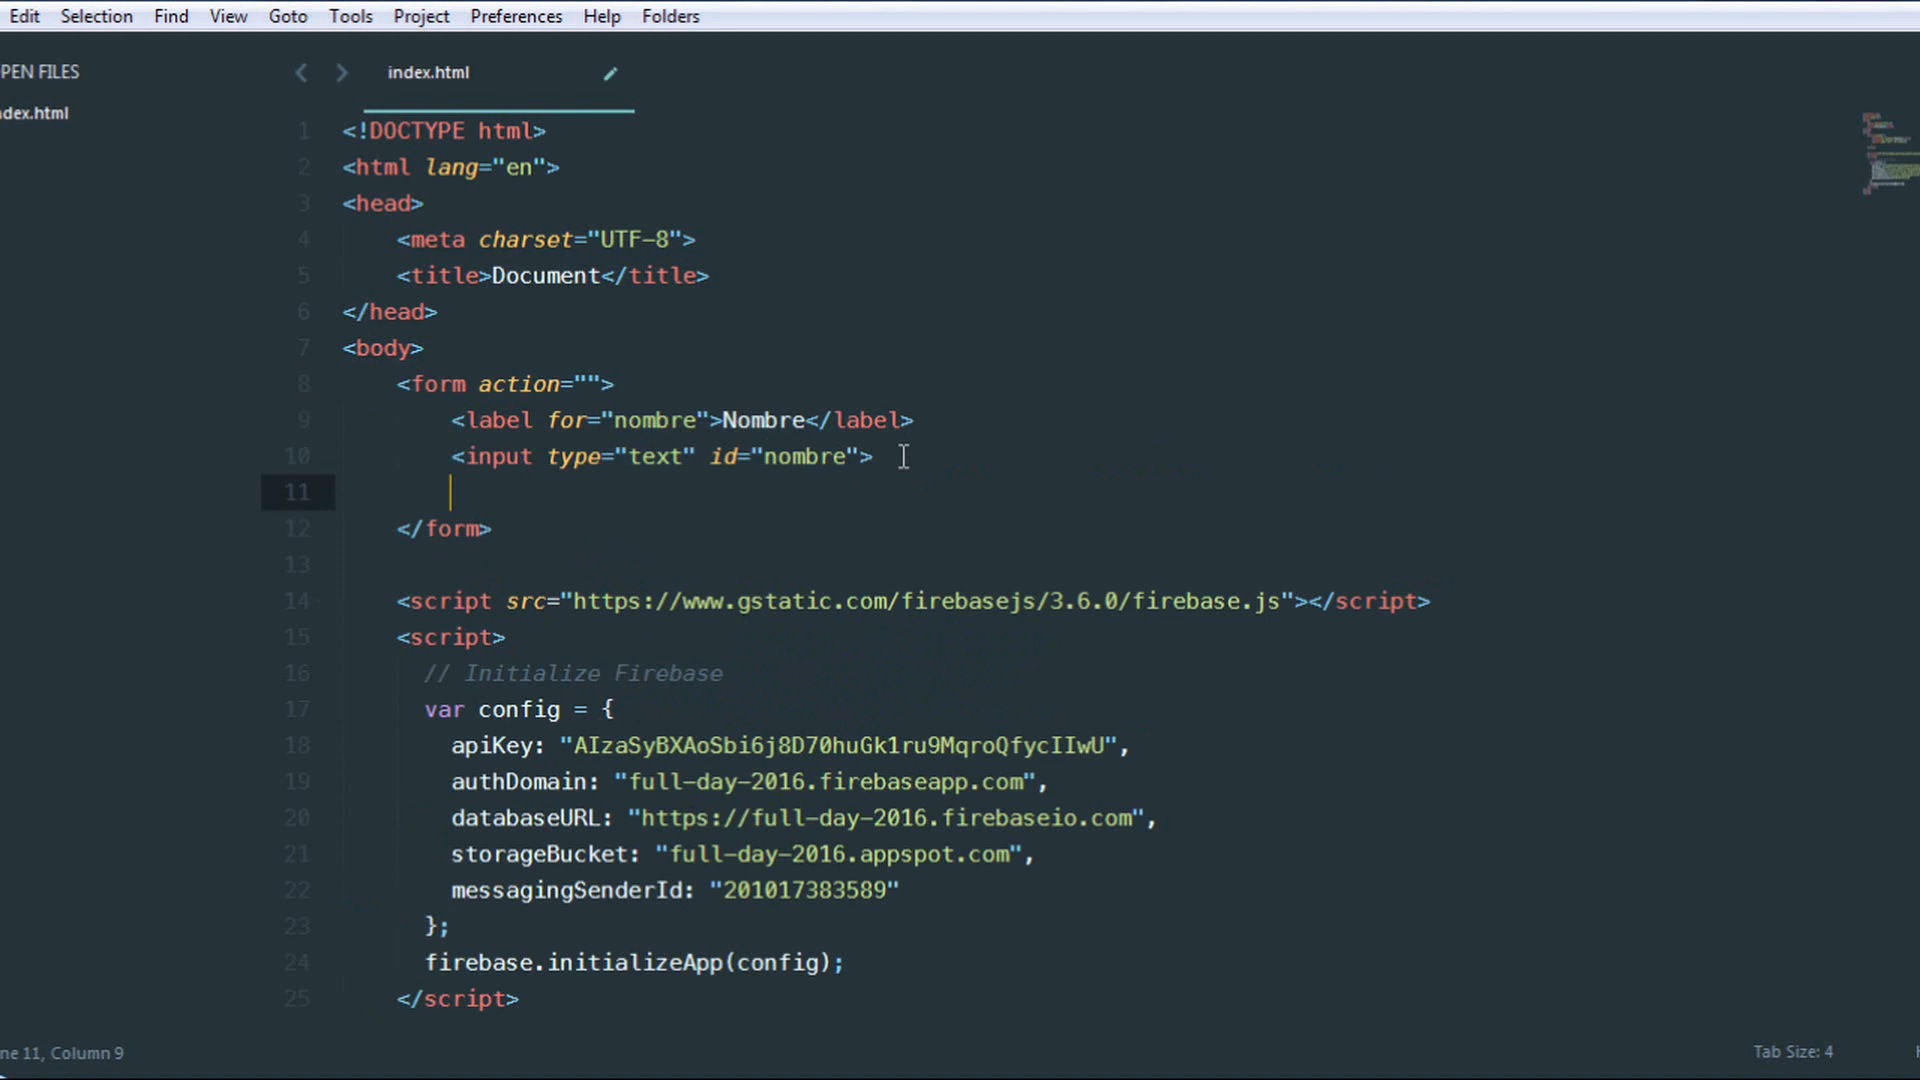 Edit Selection Find View Goto Tools Project Preferences Help Folders
PEN FILES
index.html
dex.html
1 <!DOCTYPE html>
2 <html lang="en">
3 <head>
4 <meta charset="UTF-8">
5 <title>Document</title>
6 </head>
7 <body>
8 <form action="">
9 <label for="nombre">Nombre</label>
10 <input type="text" id="nombre">
11
12 </form>
13
14 <script src="https://www.gstatic.com/firebasejs/3.6.0/firebase.js"></script>
15 <script>
16 // Initialize Firebase
17 var config = {
18 apiKey: "AIzaSyBXAoSbi6j8D70huGk1ru9MqroQfycIIwU",
19 authDomain: "full-day-2016.firebaseapp.com",
20 databaseURL: "https://full-day-2016.firebaseio.com",
21 storageBucket: "full-day-2016.appspot.com",
22 messagingSenderId: "201017383589"
23 };
24 firebase.initializeApp(config);
25 </script>
ne 11, Column 9
Tab Size: 4